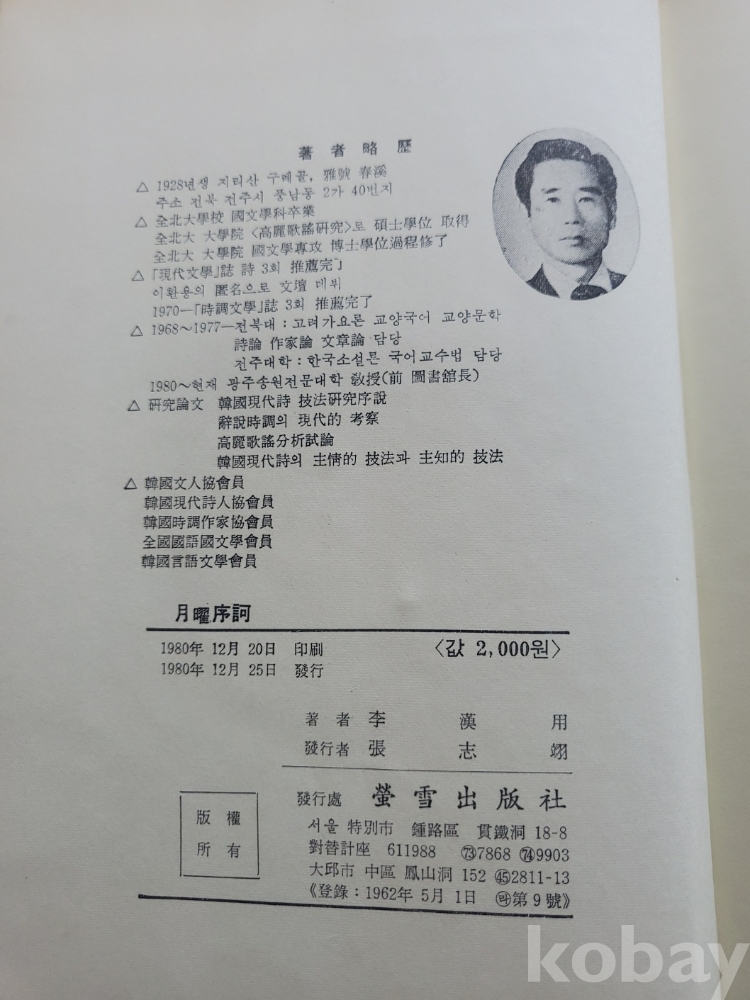 著者略歷
△ 1928년생 지리산 구례골, 雅號 春溪
주소 전북 전주시 풍남동 2가 40번지
△ 全北大學校 國文學科卒業
全北大 大學院 〈高麗歌謠研究〉로 碩士學位 取得
全北大 大學院 國文學專攻 博士學位過程修了
△ 「現代文學」誌 詩 3회 推薦完了
이환용의 匿名으로 文壇 데뷔
1970—「時調文學」誌 3회 推薦完了
△ 1968～1977—전북대 : 고려가요론 교양국어 교양문학
詩論 作家論 文章論 담당
전주대학 : 한국소설론 국어교수법 담당
1980～현재 광주송원전문대학 敎授(前 圖書舘長)
△ 硏究論文 韓國現代詩 技法硏究序說
辭說時調의 現代的 考察
高麗歌謠分析試論
韓國現代詩의 主情的 技法과 主知的 技法
△ 韓國文人協會員
韓國現代詩人協會員
韓國時調作家協會員
全國國語國文學會員
韓國言語文學會員
月曜序詞
1980年 12月 20日 印刷 〈값 2,000원〉
1980年 12月 25日 發行
著者 李漢用
發行者 張志翊
發行處 螢雪出版社
서울 特別市 鍾路區 貫鐵洞 18-8
對替計座 611988 ㉓7868 ㉔9903
大邱市 中區 鳳山洞 152 ㊺2811-13
《登錄 : 1962年 5月 1日 ㉱第 9 號》
版權
所有
kobay